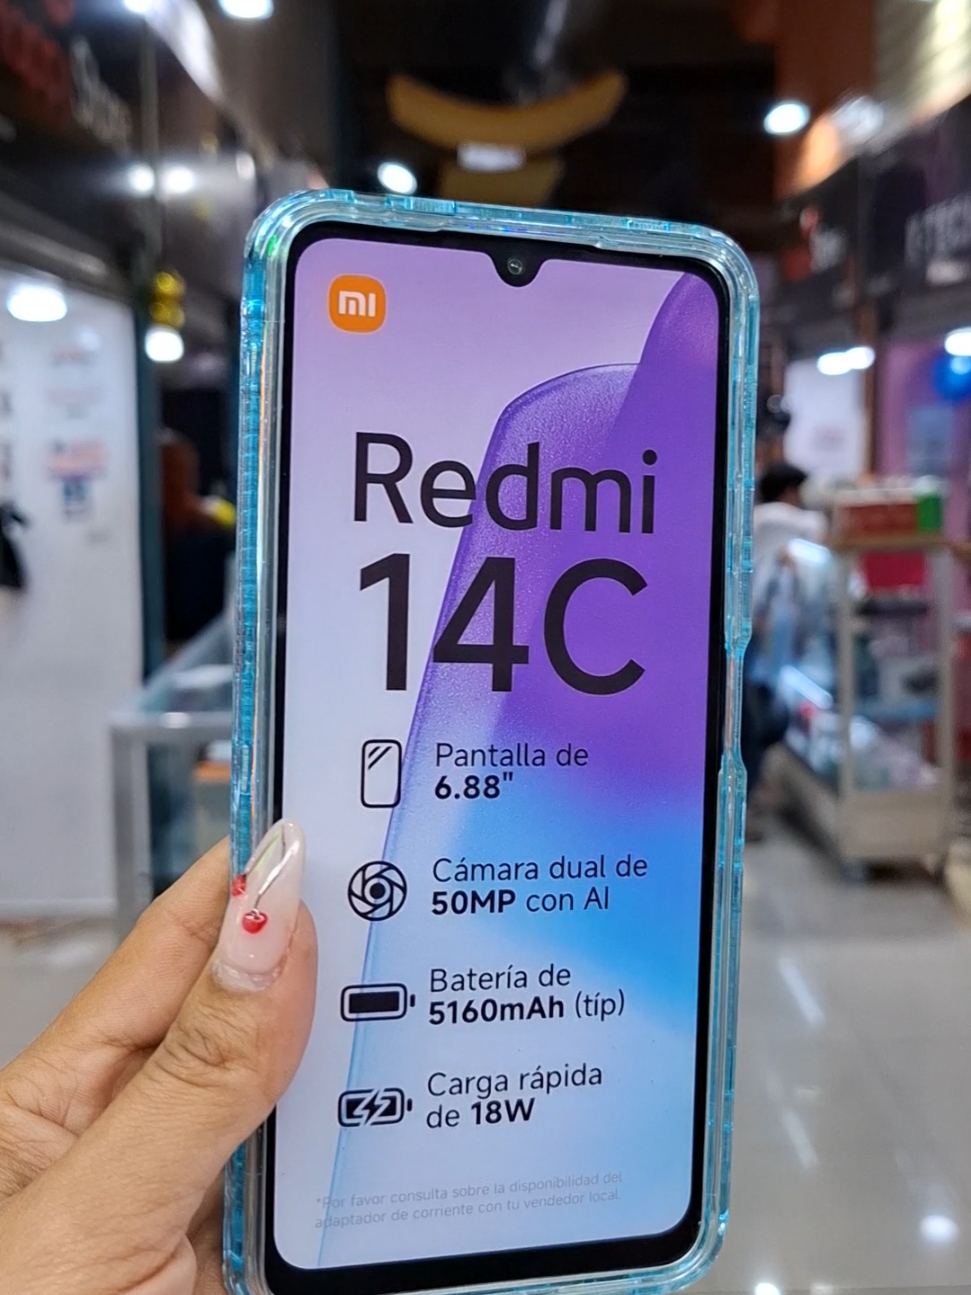 mi
Redmi
14C
Pantalla de
6.88"
Cámara dual de
50MP con AI
Batería de
5160mAh (típ)
Carga rápida
de 18W
*Por favor consulta sobre la disponibilidad del
adaptador de corriente con tu vendedor local.